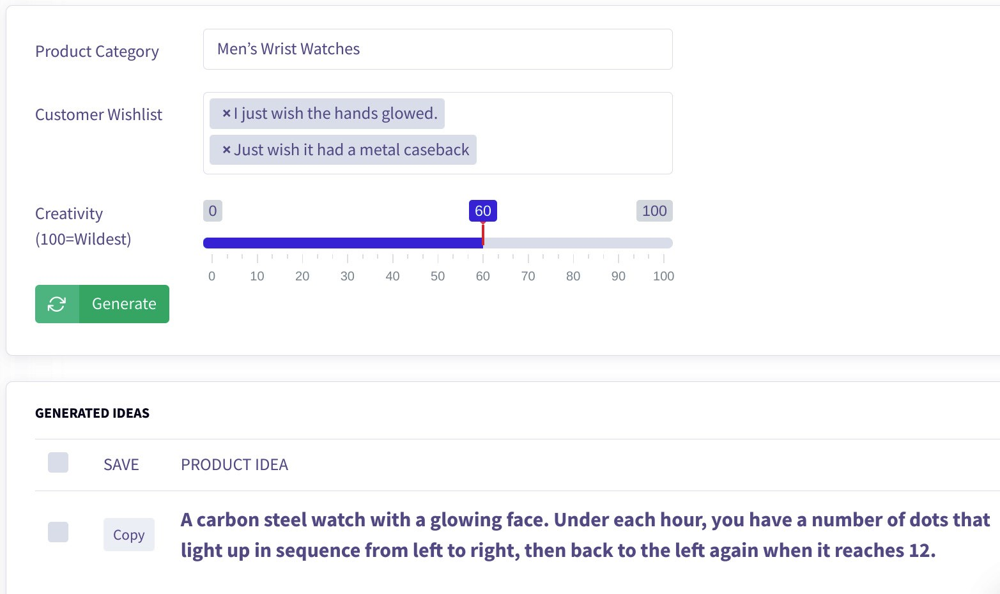 Product Category
Men’s Wrist Watches
Customer Wishlist
× I just wish the hands glowed.
× Just wish it had a metal caseback
Creativity
(100=Wildest)
0 60 100
0 10 20 30 40 50 60 70 80 90 100
Generate
GENERATED IDEAS
SAVE PRODUCT IDEA
Copy
A carbon steel watch with a glowing face. Under each hour, you have a number of dots that
light up in sequence from left to right, then back to the left again when it reaches 12.